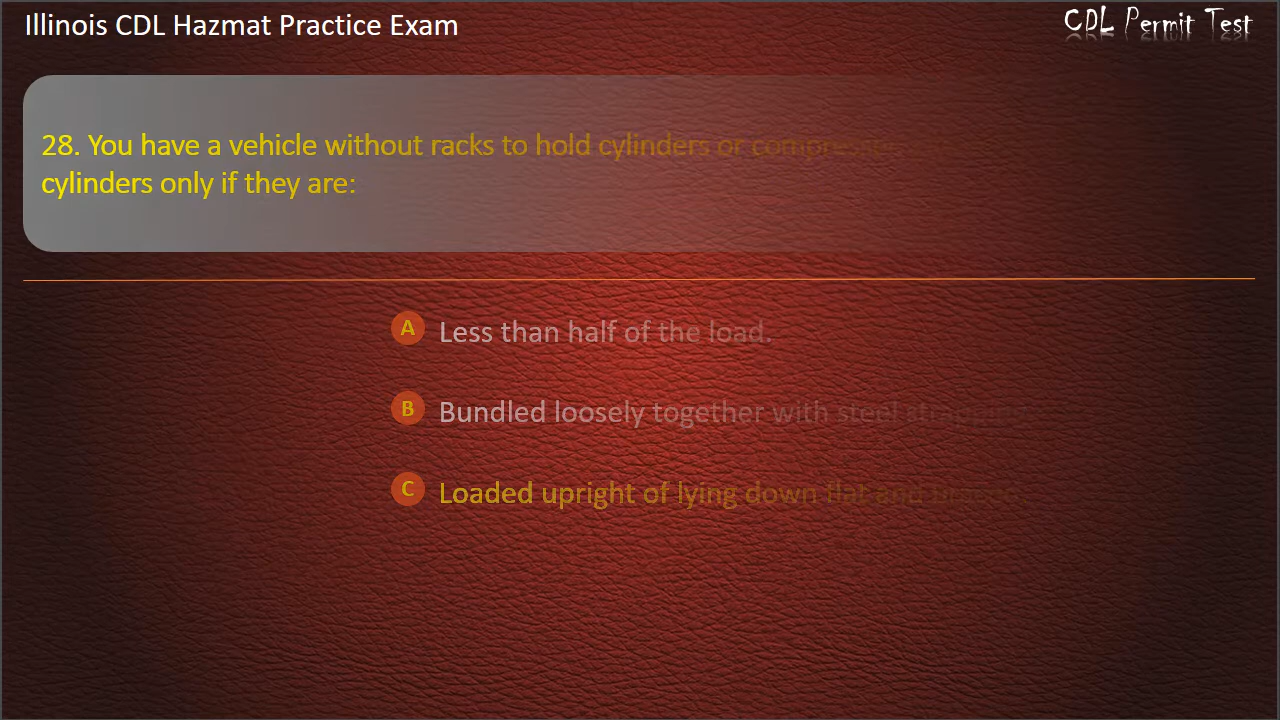 Illinois CDL Hazmat Practice Exam
CDL Permit Test
28. You have a vehicle without racks to hold cylinders or
cylinders only if they are:
A Less than half of the load.
B Bundled loosely together with steel
C Loaded upright of lying down flat and